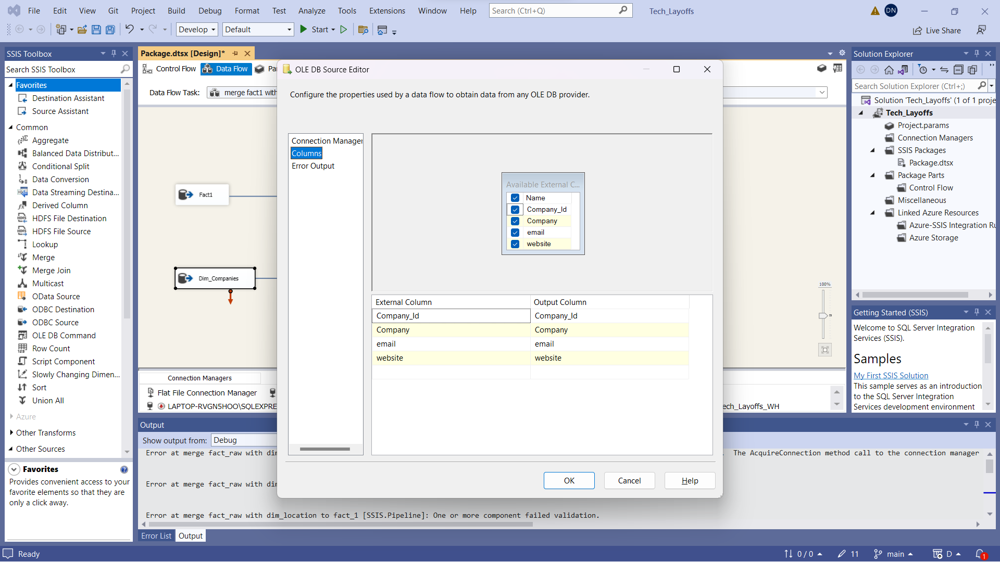 File Edit View Git Project Build Debug Format Test Analyze Tools Extensions Window Help Search (Ctrl+Q) Tech_Layoffs DN
Develop Default Start Live Share
SSIS Toolbox
Search SSIS Toolbox
Favorites
Destination Assistant
Source Assistant
Common
Aggregate
Balanced Data Distribut...
Conditional Split
Data Conversion
Data Streaming Destina...
Derived Column
HDFS File Destination
HDFS File Source
Lookup
Merge
Merge Join
Multicast
OData Source
ODBC Destination
ODBC Source
OLE DB Command
Row Count
Script Component
Slowly Changing Dimen...
Sort
Union All
Azure
Other Transforms
Other Sources
Favorites
Provides convenient access to your
favorite elements so that they are
only a click away.
Package.dtsx [Design]*
Control Flow Data Flow Pa
Data Flow Task: merge fact1 with
Fact1
Dim_Companies
100%
Connection Managers
Flat File Connection Manager
LAPTOP-RVGN5HOO\SQLEXPRE
ech_Layoffs_WH
OLE DB Source Editor
Configure the properties used by a data flow to obtain data from any OLE DB provider.
Connection Manager
Columns
Error Output
Available External C...
Name
Company_Id
Company
email
website
External Column Output Column
Company_Id Company_Id
Company Company
email email
website website
OK Cancel Help
Output
Show output from: Debug
Error at merge fact_raw with dim
. The AcquireConnection method call to the connection manager
Error at merge fact_raw with dim
Error at merge fact_raw with dim_location to fact_1 [SSIS.Pipeline]: One or more component failed validation.
Error List Output
Solution Explorer
Search Solution Explorer (Ctrl+;)
Solution 'Tech_Layoffs' (1 of 1 proje
Tech_Layoffs
Project.params
Connection Managers
SSIS Packages
Package.dtsx
Package Parts
Control Flow
Miscellaneous
Linked Azure Resources
Azure-SSIS Integration Ru
Azure Storage
Getting Started (SSIS)
Welcome to SQL Server Integration
Services (SSIS).
Samples
My First SSIS Solution
This sample serves as an introduction
to the SQL Server Integration
Services development environment
Ready 0 / 0 11 main D 1